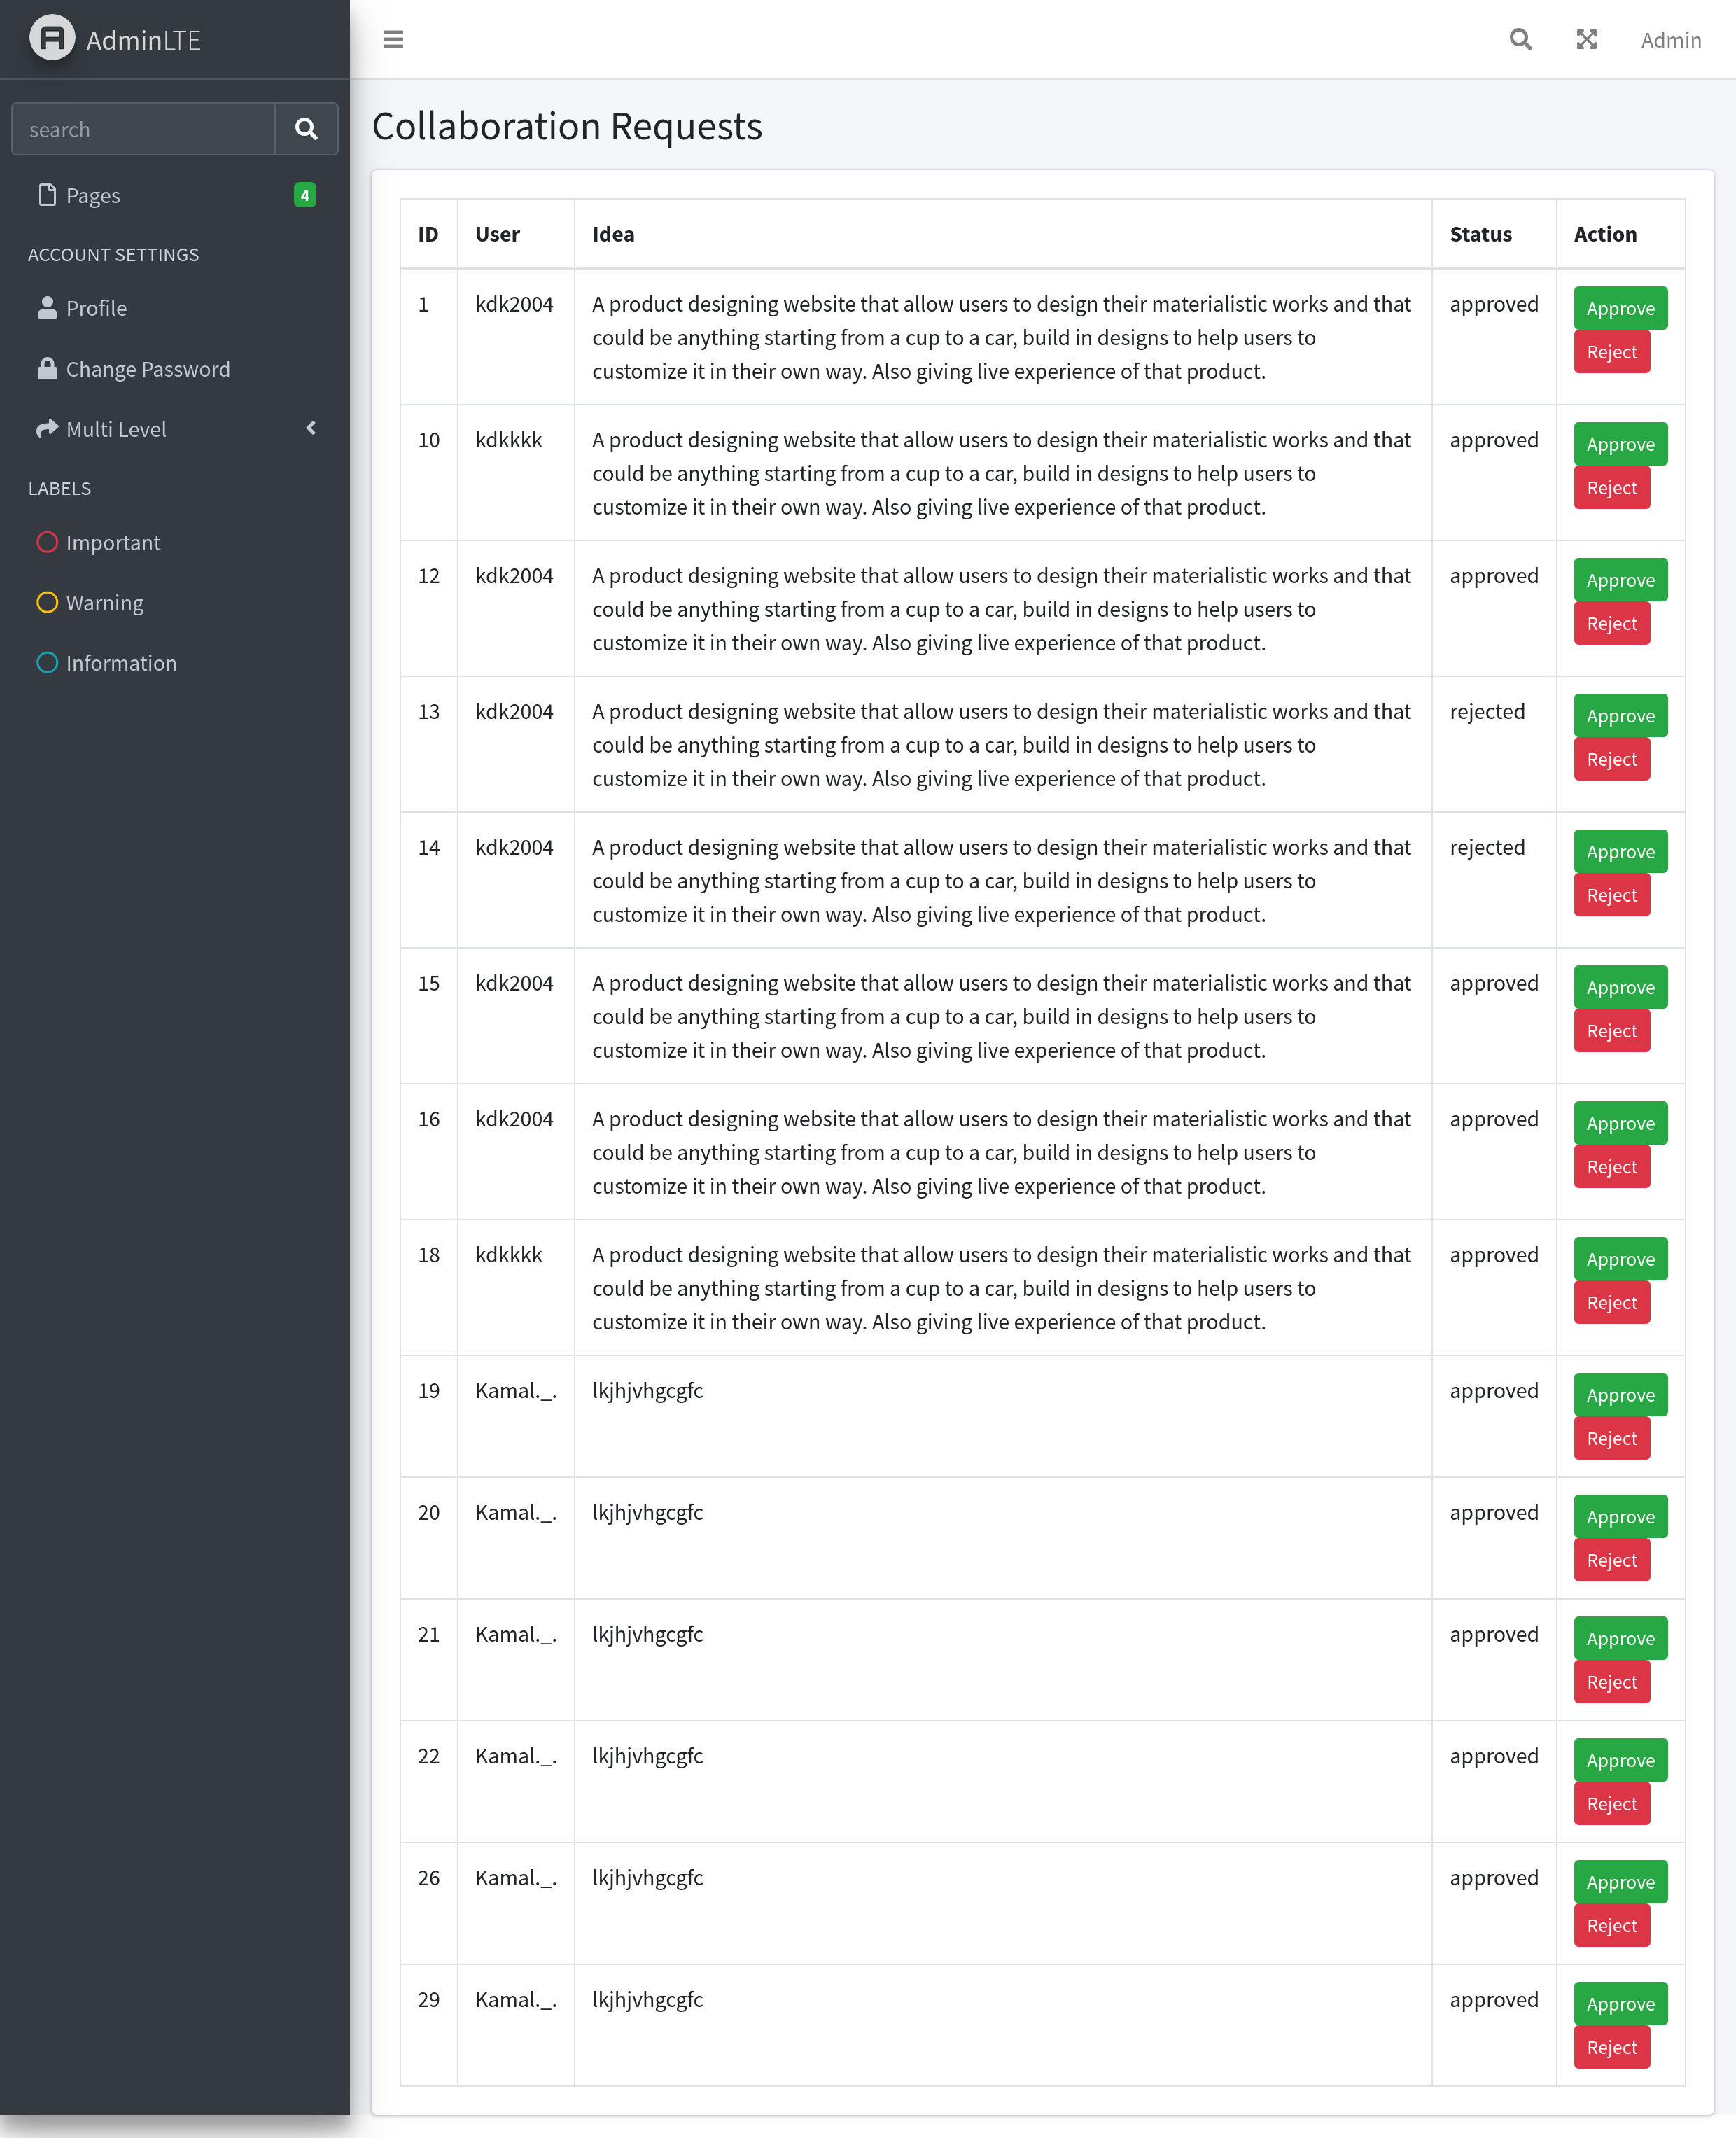 AdminLTE
Admin
search
Pages 4
ACCOUNT SETTINGS
Profile
Change Password
Multi Level
LABELS
Important
Warning
Information
Collaboration Requests
ID User Idea Status Action
1 kdk2004 A product designing website that allow users to design their materialistic works and that approved Approve
could be anything starting from a cup to a car, build in designs to help users to Reject
customize it in their own way. Also giving live experience of that product.
10 kdkkkk A product designing website that allow users to design their materialistic works and that approved Approve
could be anything starting from a cup to a car, build in designs to help users to Reject
customize it in their own way. Also giving live experience of that product.
12 kdk2004 A product designing website that allow users to design their materialistic works and that approved Approve
could be anything starting from a cup to a car, build in designs to help users to Reject
customize it in their own way. Also giving live experience of that product.
13 kdk2004 A product designing website that allow users to design their materialistic works and that rejected Approve
could be anything starting from a cup to a car, build in designs to help users to Reject
customize it in their own way. Also giving live experience of that product.
14 kdk2004 A product designing website that allow users to design their materialistic works and that rejected Approve
could be anything starting from a cup to a car, build in designs to help users to Reject
customize it in their own way. Also giving live experience of that product.
15 kdk2004 A product designing website that allow users to design their materialistic works and that approved Approve
could be anything starting from a cup to a car, build in designs to help users to Reject
customize it in their own way. Also giving live experience of that product.
16 kdk2004 A product designing website that allow users to design their materialistic works and that approved Approve
could be anything starting from a cup to a car, build in designs to help users to Reject
customize it in their own way. Also giving live experience of that product.
18 kdkkkk A product designing website that allow users to design their materialistic works and that approved Approve
could be anything starting from a cup to a car, build in designs to help users to Reject
customize it in their own way. Also giving live experience of that product.
19 Kamal._. lkjhjvhgcgfc approved Approve
Reject
20 Kamal._. lkjhjvhgcgfc approved Approve
Reject
21 Kamal._. lkjhjvhgcgfc approved Approve
Reject
22 Kamal._. lkjhjvhgcgfc approved Approve
Reject
26 Kamal._. lkjhjvhgcgfc approved Approve
Reject
29 Kamal._. lkjhjvhgcgfc approved Approve
Reject